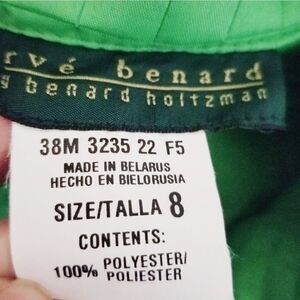 rvé benard
y benard holtzman
38M 3235 22 F5
MADE IN BELARUS
HECHO EN BIELORUSIA
SIZE/TALLA 8
CONTENTS:
100% POLYESTER/
POLIESTER